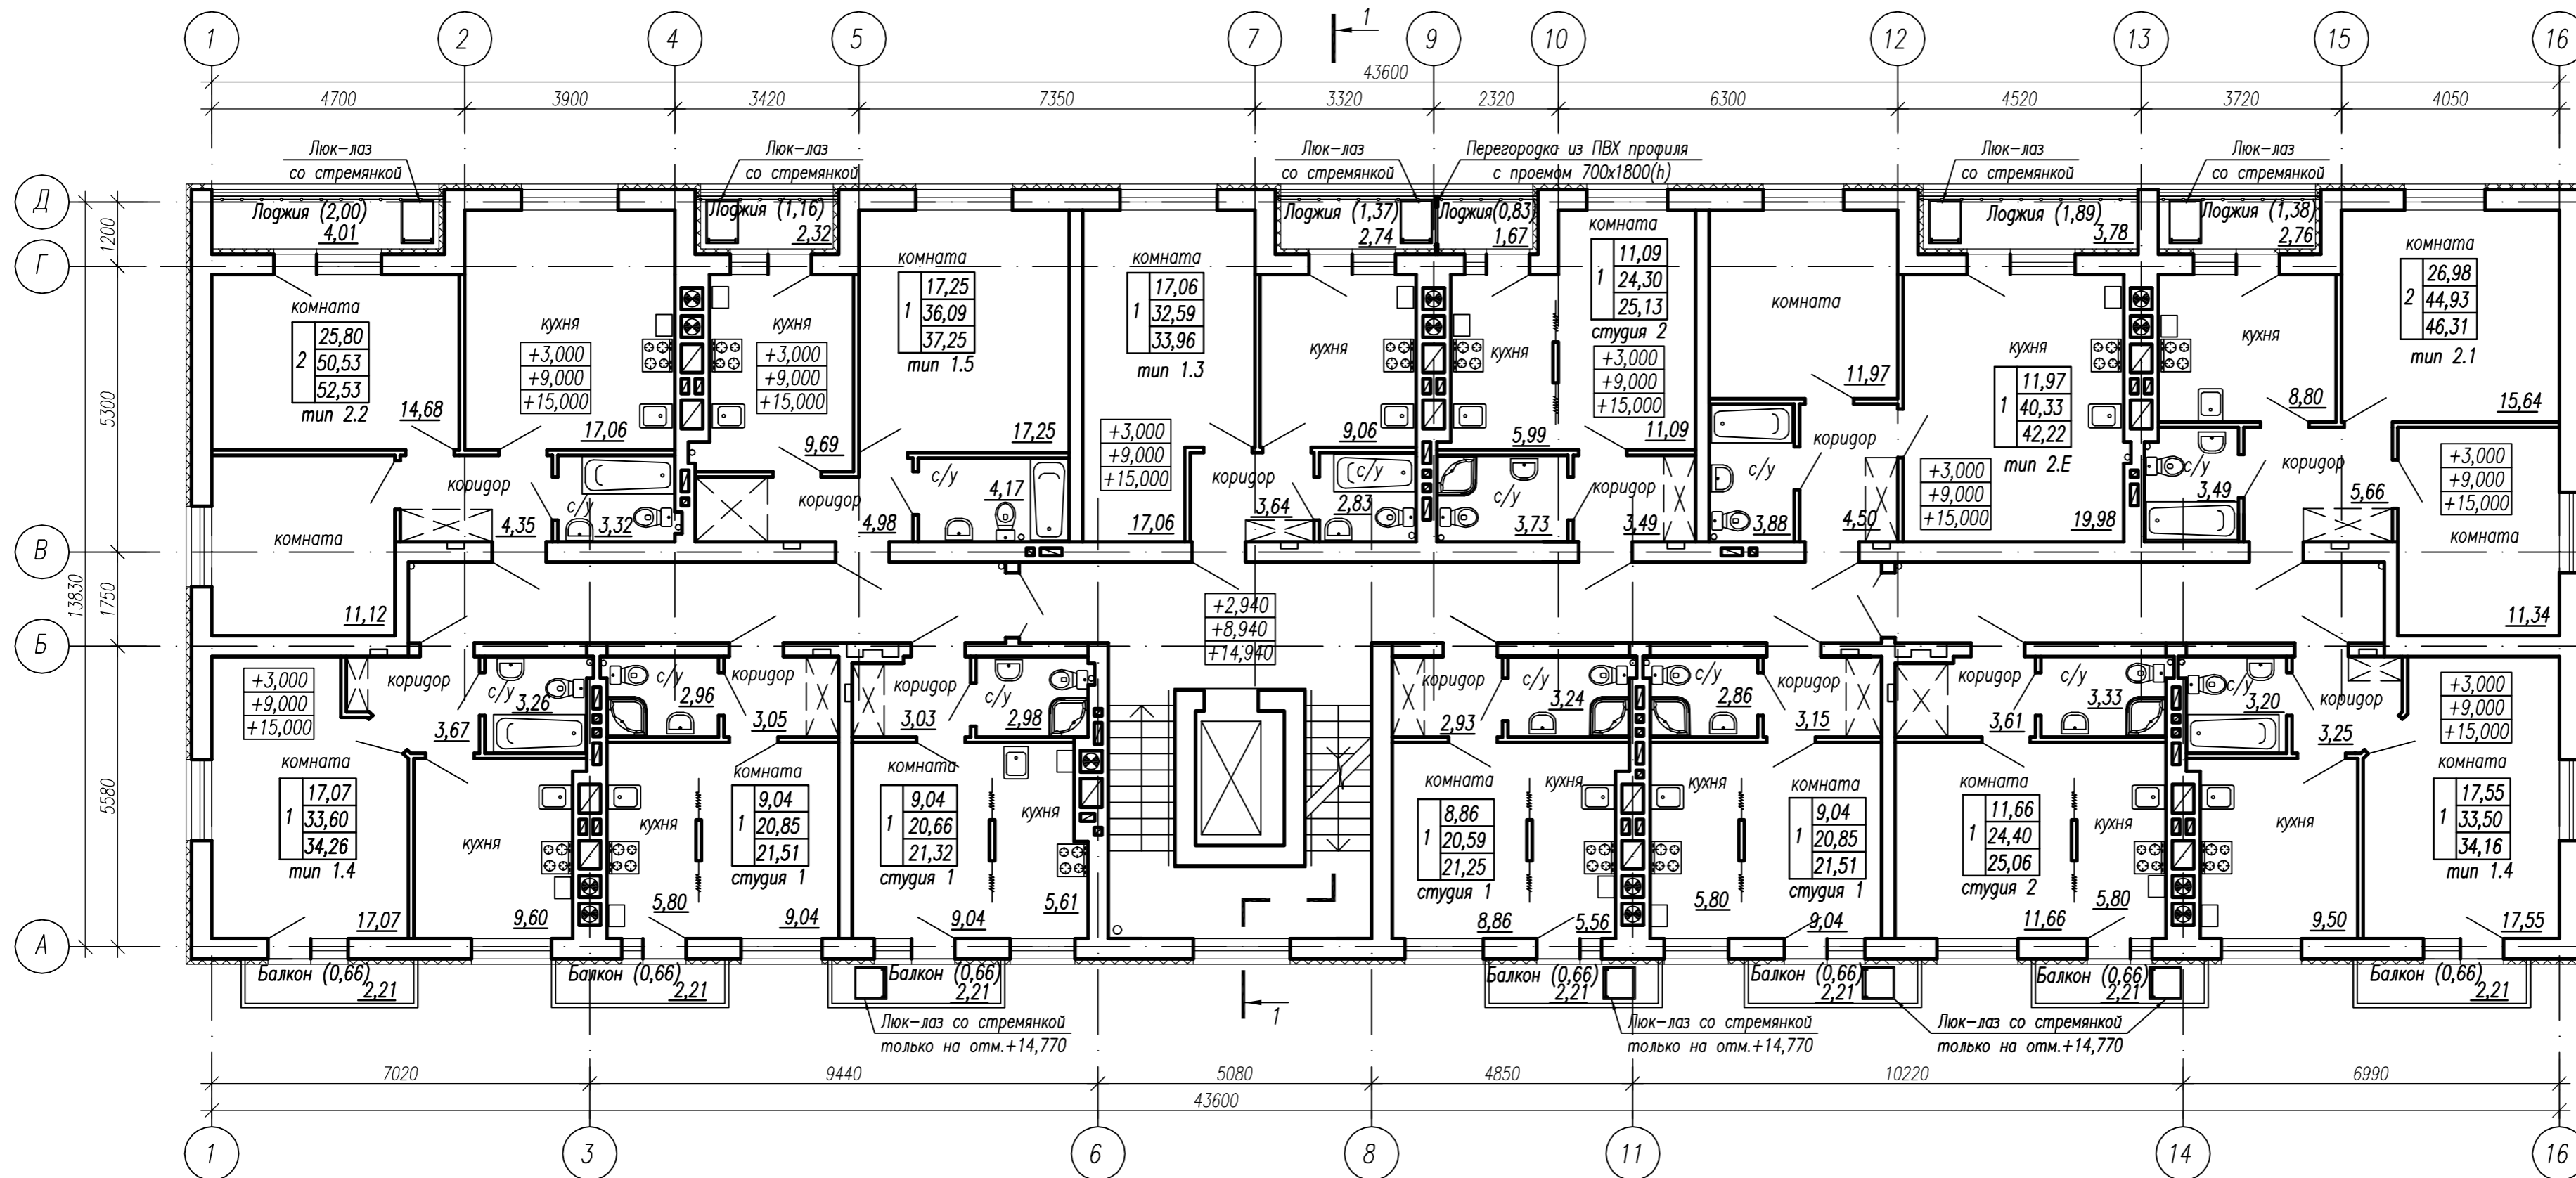 1 2 4 5 7 9 10 12 13 15 16
1
43600
4700 3900 3420 7350 3320 2320 6300 4520 3720 4050
Люк-лаз
со стремянкой
Люк-лаз
со стремянкой
Люк-лаз
со стремянкой
Перегородка из ПВХ профиля
с проемом 700х1800(h)
Люк-лаз
со стремянкой
Люк-лаз
со стремянкой
Д
Г
В
Б
А
1200
5300
1750
5580
13830
Лоджия (2,00)
4,01
Лоджия (1,16)
2,32
Лоджия (1,37)
2,74
Лоджия(0,83)
1,67
Лоджия (1,89)
3,78
Лоджия (1,38)
2,76
комната
2
25,80
50,53
52,53
тип 2.2
14,68
комната
11,12
кухня
+3,000
+9,000
+15,000
17,06
коридор
4,35
с/у
3,32
кухня
+3,000
+9,000
+15,000
9,69
коридор
4,98
комната
1
17,25
36,09
37,25
тип 1.5
17,25
с/у
4,17
комната
1
17,06
32,59
33,96
тип 1.3
+3,000
+9,000
+15,000
17,06
кухня
9,06
коридор
3,64
с/у
2,83
кухня
5,99
комната
1
11,09
24,30
25,13
студия 2
+3,000
+9,000
+15,000
11,09
с/у
3,73
коридор
3,49
комната
11,97
с/у
3,88
коридор
4,50
кухня
1
11,97
40,33
42,22
тип 2.Е
+3,000
+9,000
+15,000
19,98
кухня
8,80
с/у
3,49
коридор
5,66
комната
2
26,98
44,93
46,31
тип 2.1
15,64
+3,000
+9,000
+15,000
комната
11,34
+2,940
+8,940
+14,940
+3,000
+9,000
+15,000
коридор
3,67
с/у
3,26
1
17,07
33,60
34,26
тип 1.4
17,07
кухня
9,60
с/у
2,96
коридор
3,05
кухня
5,80
комната
1
9,04
20,85
21,51
студия 1
9,04
коридор
3,03
с/у
2,98
комната
1
9,04
20,66
21,32
студия 1
9,04
кухня
5,61
коридор
2,93
с/у
3,24
комната
1
8,86
20,59
21,25
студия 1
8,86
кухня
5,56
с/у
2,86
коридор
3,15
кухня
5,80
комната
1
9,04
20,85
21,51
студия 1
9,04
коридор
3,61
с/у
3,33
комната
1
11,66
24,40
25,06
студия 2
11,66
кухня
5,80
с/у
3,20
коридор
3,25
кухня
9,50
+3,000
+9,000
+15,000
комната
1
17,55
33,50
34,16
тип 1.4
17,55
Балкон (0,66)
2,21
Балкон (0,66)
2,21
Балкон (0,66)
2,21
Балкон (0,66)
2,21
Балкон (0,66)
2,21
Балкон (0,66)
2,21
Балкон (0,66)
2,21
1
Люк-лаз со стремянкой
только на отм.+14,770
Люк-лаз со стремянкой
только на отм.+14,770
Люк-лаз со стремянкой
только на отм.+14,770
7020 9440 5080 4850 10220 6990
43600
1 3 6 8 11 14 16